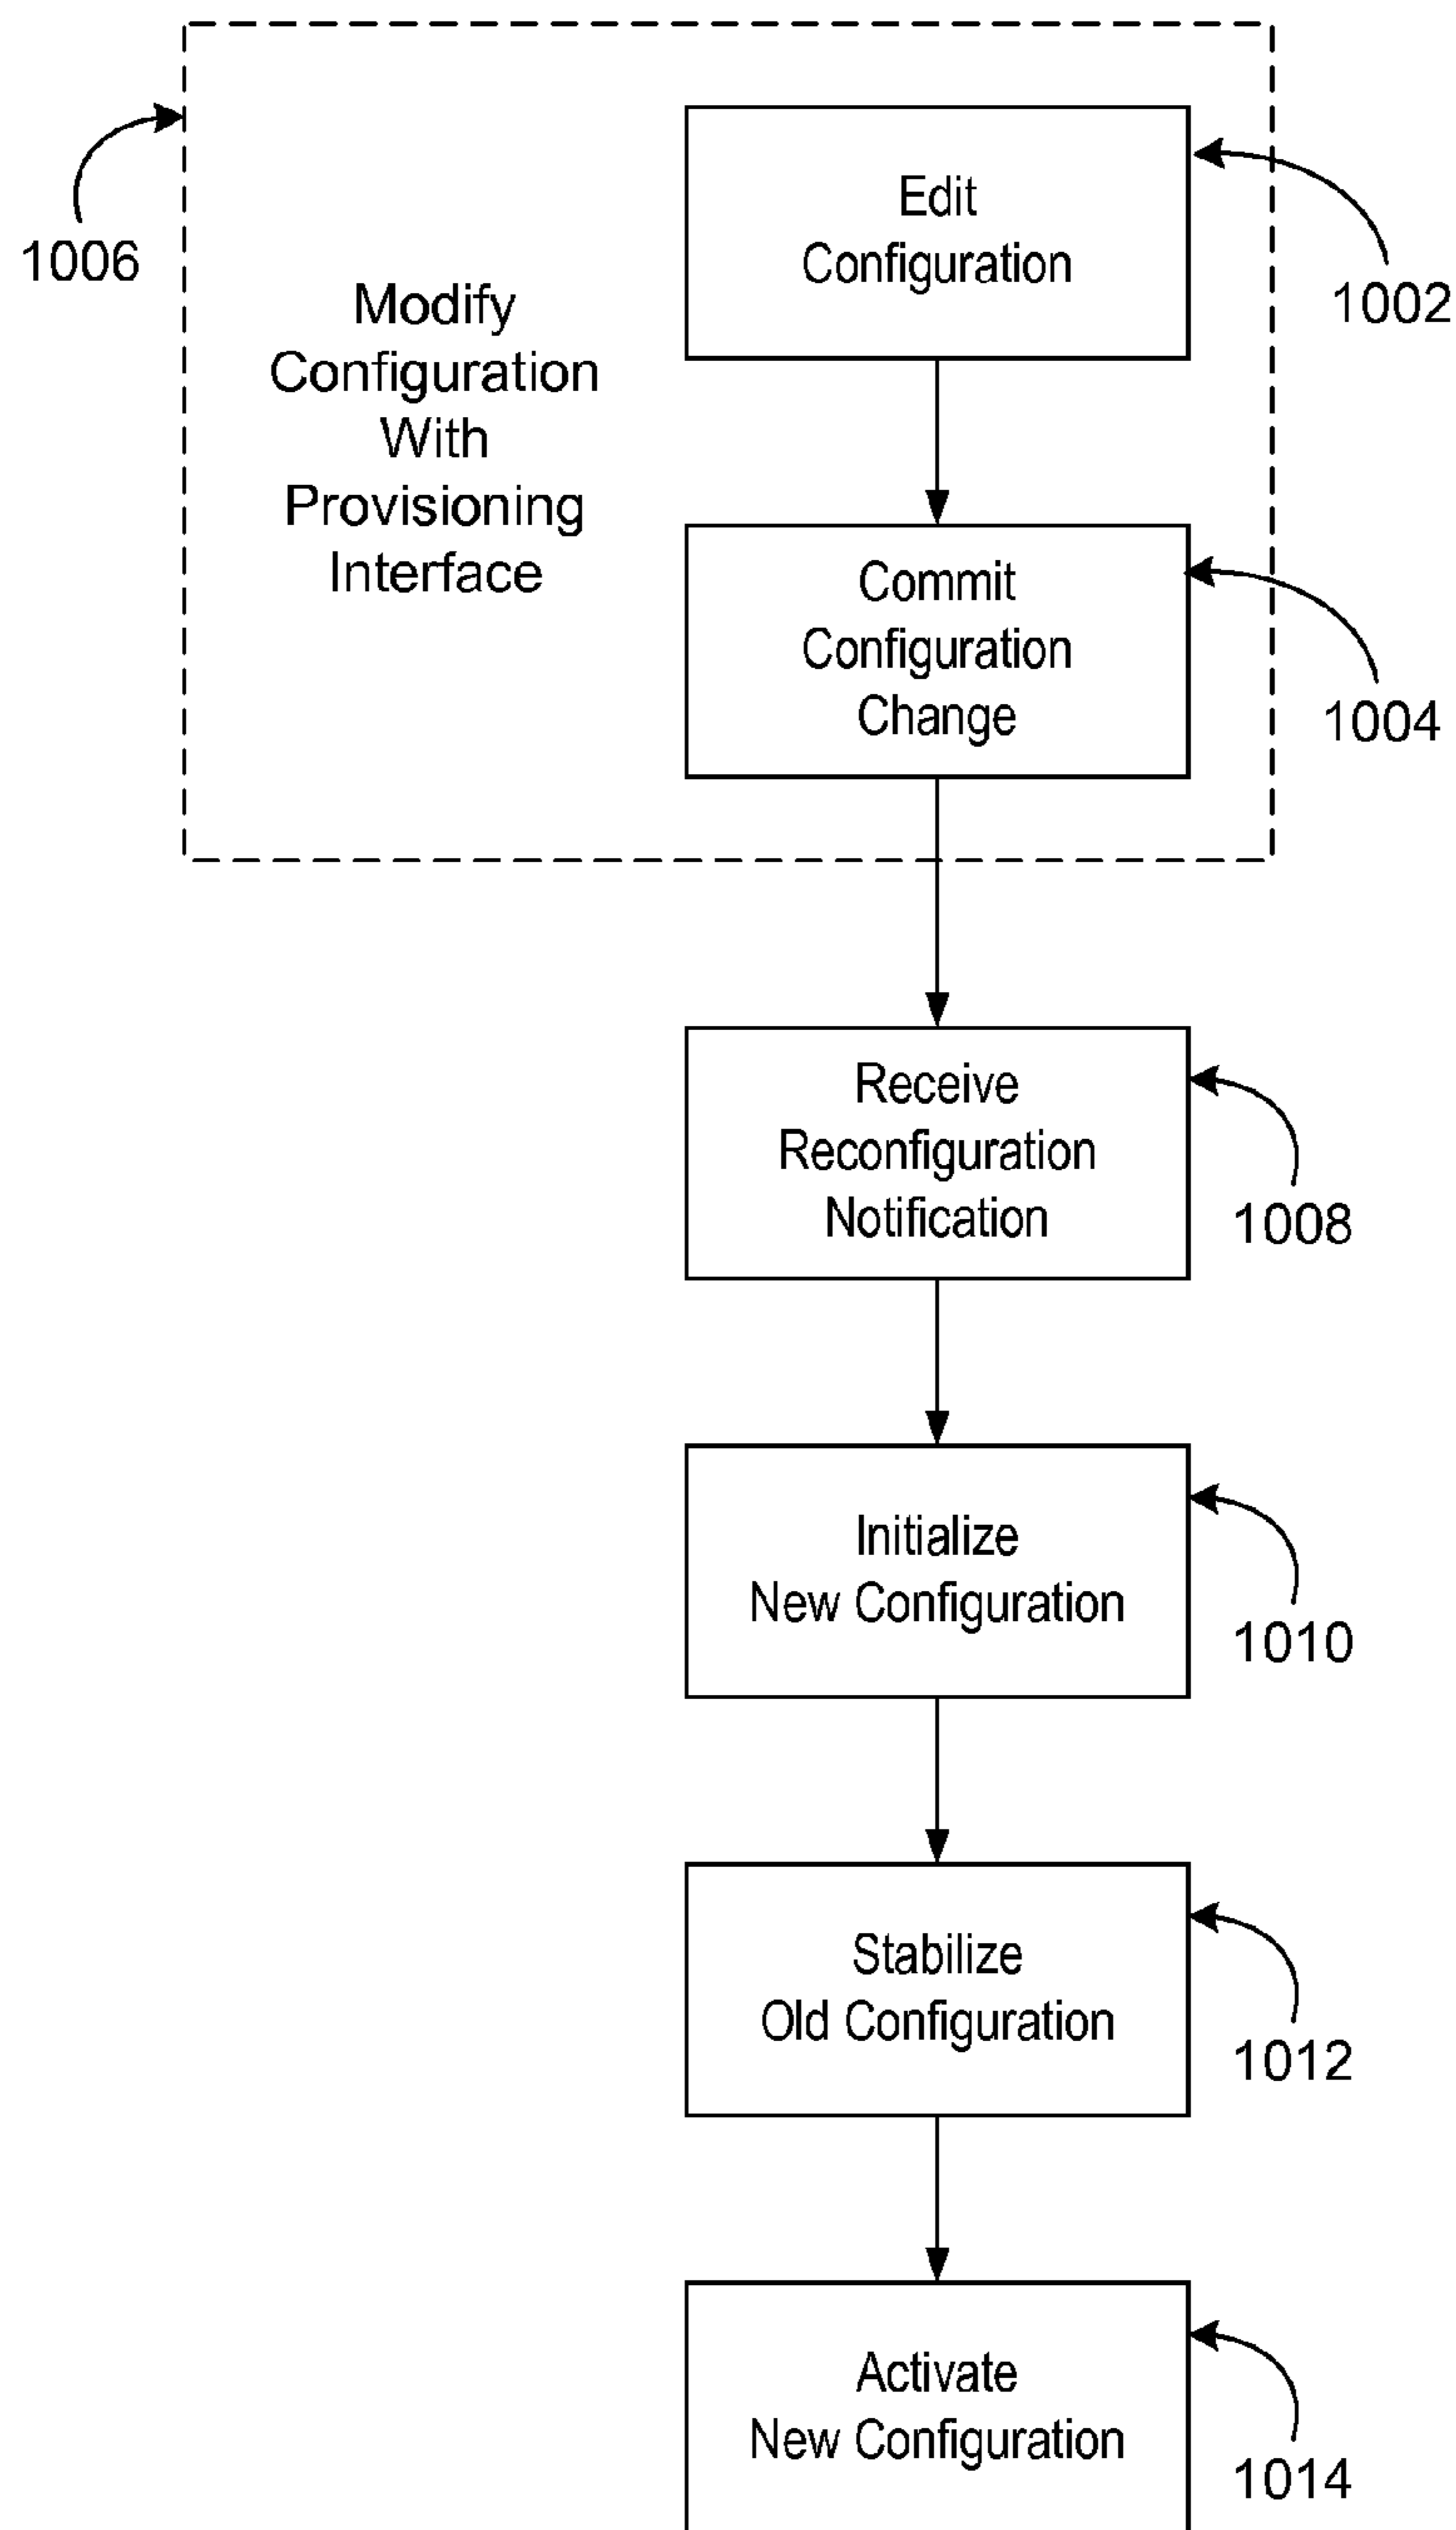 Edit
Configuration
1002
1006
Modify
Configuration
With
Provisioning
Interface
Commit
Configuration
Change
1004
Receive
Reconfiguration
Notification
1008
Initialize
New Configuration
1010
Stabilize
Old Configuration
1012
Activate
New Configuration
1014